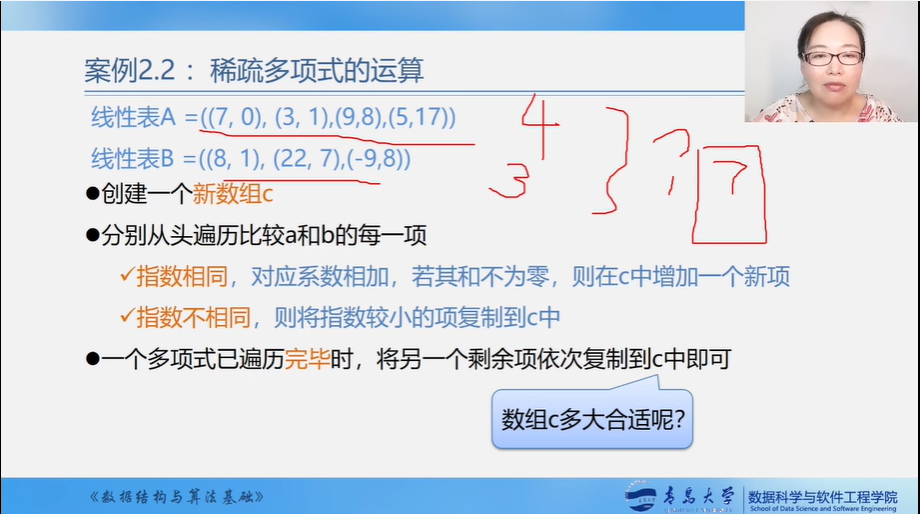 案例2.2 ：稀疏多项式的运算
线性表A =((7, 0), (3, 1),(9,8),(5,17))
线性表B =((8, 1), (22, 7),(-9,8))
4
3
?
7
●创建一个新数组c
●分别从头遍历比较a和b的每一项
✓指数相同，对应系数相加，若其和不为零，则在c中增加一个新项
✓指数不相同，则将指数较小的项复制到c中
●一个多项式已遍历完毕时，将另一个剩余项依次复制到c中即可
数组c多大合适呢?
《数据结构与算法基础》
青岛大学
数据科学与软件工程学院
School of Data Science and Software Engineering